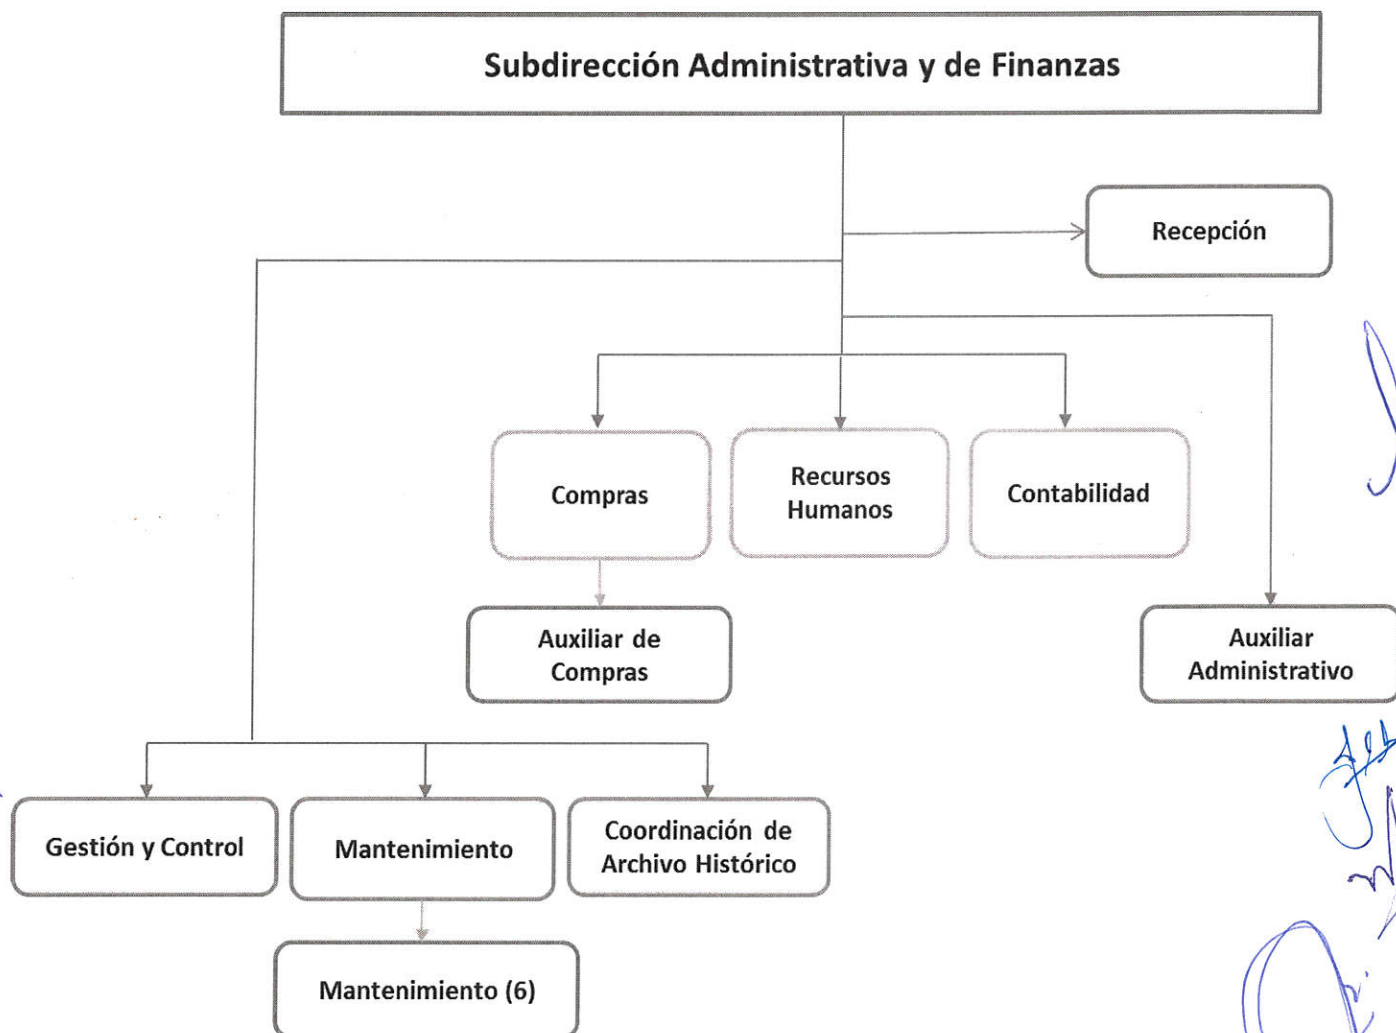 Subdirección Administrativa y de Finanzas
Recepción
Compras
Recursos
Humanos
Contabilidad
Auxiliar de
Compras
Auxiliar
Administrativo
Gestión y Control
Mantenimiento
Coordinación de
Archivo Histórico
Mantenimiento (6)